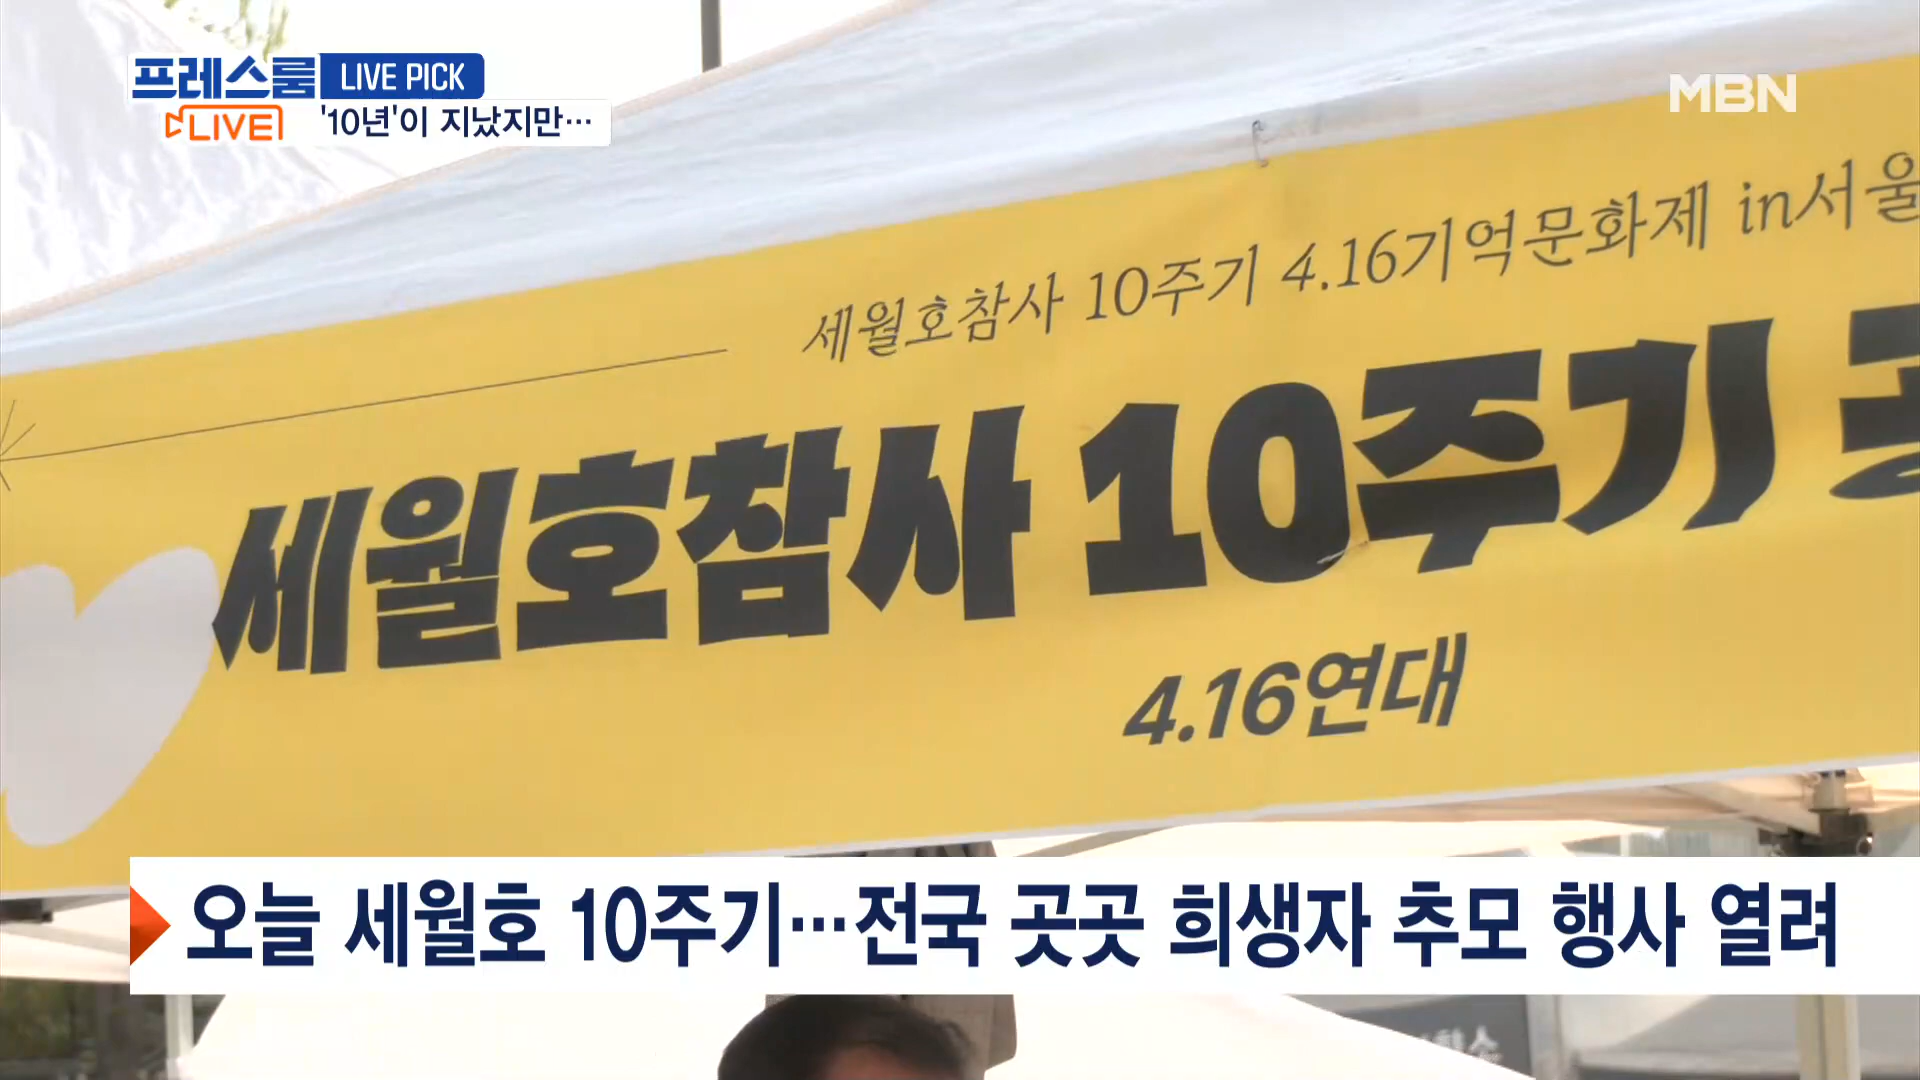 프레스룸 LIVE PICK
LIVE '10년'이 지났지만…
MBN
세월호참사 10주기 4.16기억문화제 in서울
세월호참사 10주기
4.16연대
오늘 세월호 10주기…전국 곳곳 희생자 추모 행사 열려